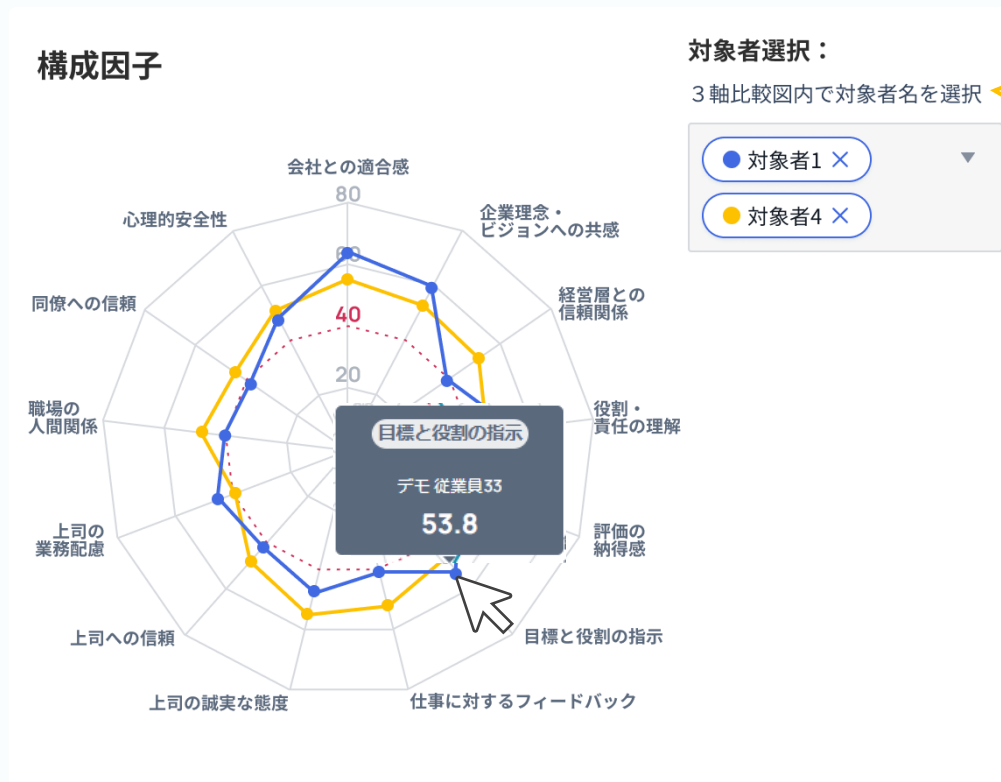 構成因子
対象者選択：
３軸比較図内で対象者名を選択
対象者1
対象者4
会社との適合感
80
心理的安全性
企業理念・
ビジョンへの共感
60
同僚への信頼
経営層との
信頼関係
40
20
職場の
人間関係
役割・
責任の理解
目標と役割の指示
デモ 従業員33
53.8
上司の
業務配慮
評価の
納得感
上司への信頼
目標と役割の指示
上司の誠実な態度
仕事に対するフィードバック